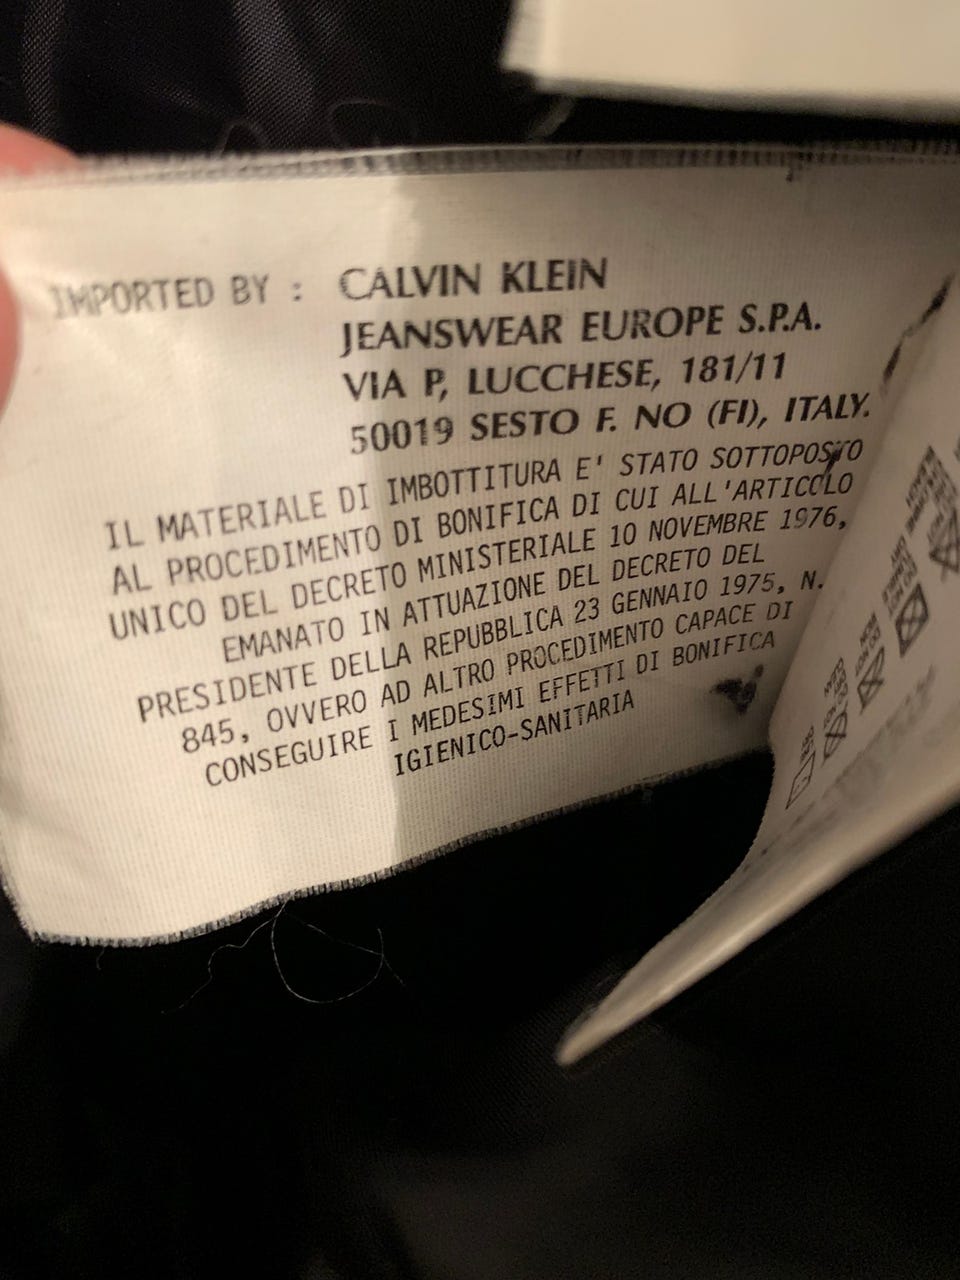 IMPORTED BY : CALVIN KLEIN
JEANSWEAR EUROPE S.P.A.
VIA P, LUCCHESE, 181/11
50019 SESTO F. NO (FI), ITALY.
IL MATERIALE DI IMBOTTITURA E' STATO SOTTOPOSTO
AL PROCEDIMENTO DI BONIFICA DI CUI ALL'ARTICOLO
UNICO DEL DECRETO MINISTERIALE 10 NOVEMBRE 1976,
EMANATO IN ATTUAZIONE DEL DECRETO DEL
PRESIDENTE DELLA REPUBBLICA 23 GENNAIO 1975, N.
845, OVVERO AD ALTRO PROCEDIMENTO CAPACE DI
CONSEGUIRE I MEDESIMI EFFETTI DI BONIFICA
IGIENICO-SANITARIA